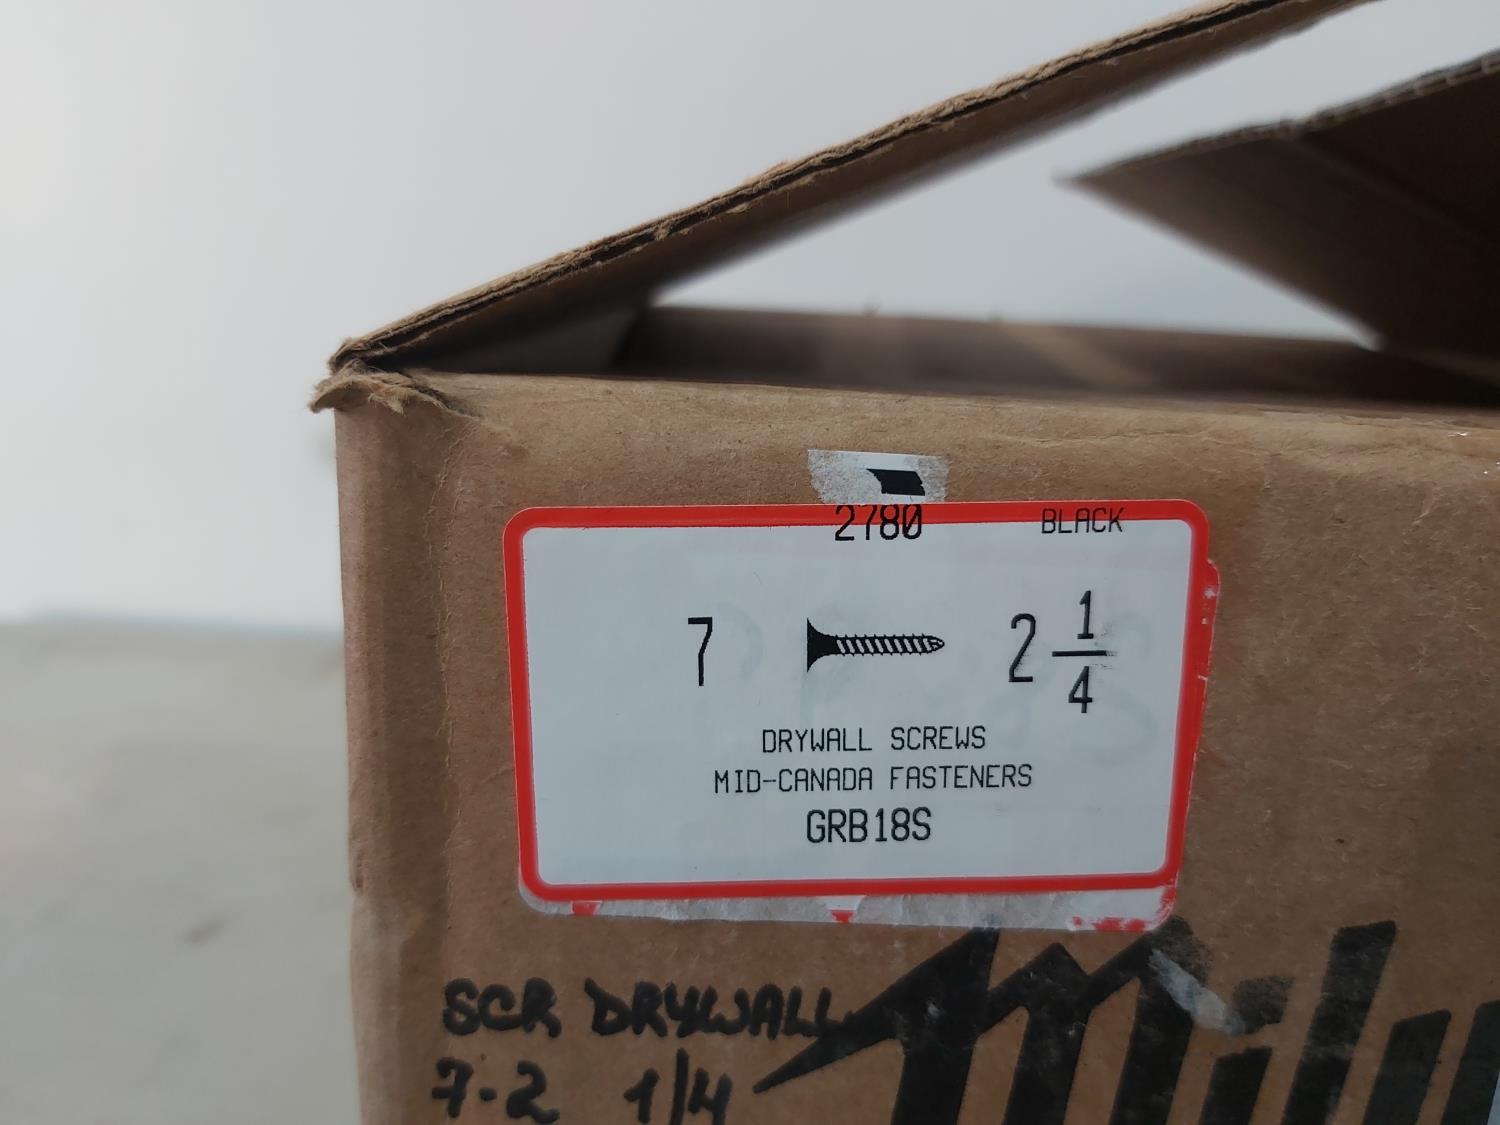 2780 BLACK
7 2 1/4
DRYWALL SCREWS
MID-CANADA FASTENERS
GRB18S
SCR DRYWALL
7-2 1/4